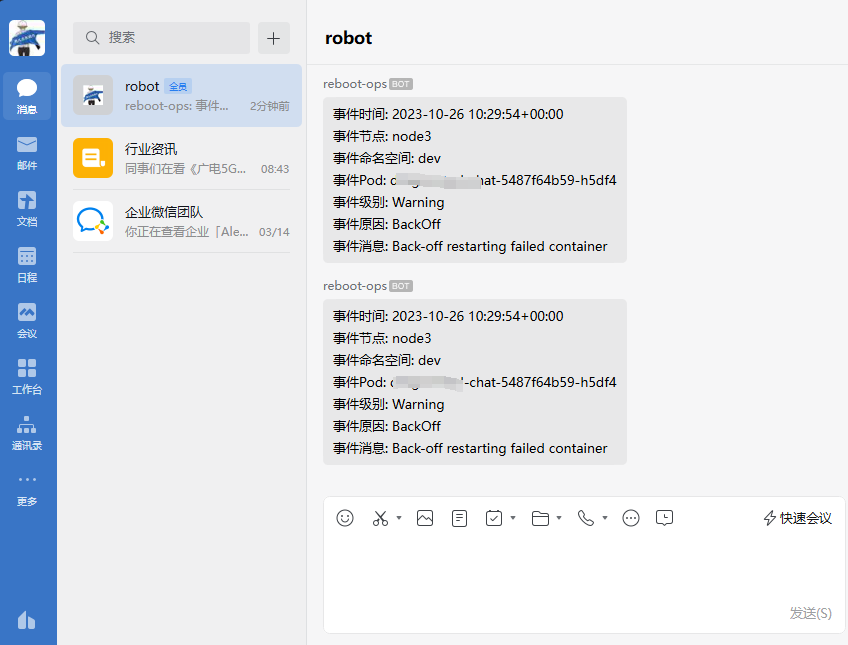 搜索
robot
消息
邮件
文档
日程
会议
工作台
通讯录
更多
robot 全员
reboot-ops: 事件... 2分钟前
行业资讯
同事们在看《广电5G... 08:43
企业微信团队
你正在查看企业「Ale... 03/14
reboot-ops BOT
事件时间: 2023-10-26 10:29:54+00:00
事件节点: node3
事件命名空间: dev
事件Pod: hat-5487f64b59-h5df4
事件级别: Warning
事件原因: BackOff
事件消息: Back-off restarting failed container
reboot-ops BOT
事件时间: 2023-10-26 10:29:54+00:00
事件节点: node3
事件命名空间: dev
事件Pod: -chat-5487f64b59-h5df4
事件级别: Warning
事件原因: BackOff
事件消息: Back-off restarting failed container
快速会议
发送(S)